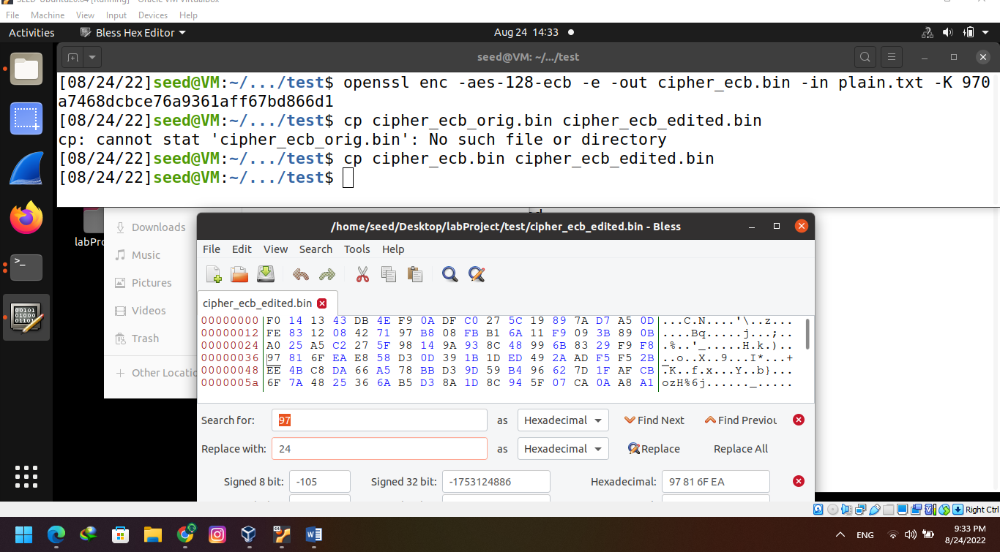 File Machine View Input Devices Help
Activities Bless Hex Editor Aug 24 14:33
seed@VM: ~/.../test
[08/24/22]seed@VM:~/.../test$ openssl enc -aes-128-ecb -e -out cipher_ecb.bin -in plain.txt -K 970
a7468dcbce76a9361aff67bd866d1
[08/24/22]seed@VM:~/.../test$ cp cipher_ecb_orig.bin cipher_ecb_edited.bin
cp: cannot stat 'cipher_ecb_orig.bin': No such file or directory
[08/24/22]seed@VM:~/.../test$ cp cipher_ecb.bin cipher_ecb_edited.bin
[08/24/22]seed@VM:~/.../test$
labPro
Downloads
Music
Pictures
Videos
Trash
Other Locatio
/home/seed/Desktop/labProject/test/cipher_ecb_edited.bin - Bless
File Edit View Search Tools Help
cipher_ecb_edited.bin
00000000 F0 14 13 43 DB 4E F9 0A DF C0 27 5C 19 89 7A D7 A5 0D ...C.N....'\..z...
00000012 FE 83 12 08 42 71 97 B8 08 FB B1 6A 11 F9 09 3B 89 0B ....Bq.....j...;..
00000024 A0 25 A5 C2 27 5F 98 14 9A 93 8C 48 99 6B 83 29 F9 F8 .%..'_.....H.k.)..
00000036 97 81 6F EA E8 58 D3 0D 39 1B 1D ED 49 2A AD F5 F5 2B ..o..X..9...I*...+
00000048 EE 4B C8 DA 66 A5 78 BB D3 9D 59 B4 96 62 7D 1F AF CB .K..f.x...Y..b}...
0000005a 6F 7A 48 25 36 6A B5 D3 8A 1D 8C 94 5F 07 CA 0A A8 A1 ozH%6j......_.....
Search for: 97 as Hexadecimal Find Next Find Previou
Replace with: 24 as Hexadecimal Replace Replace All
Signed 8 bit: -105 Signed 32 bit: -1753124886 Hexadecimal: 97 81 6F EA
Right Ctrl
ENG 9:33 PM
8/24/2022